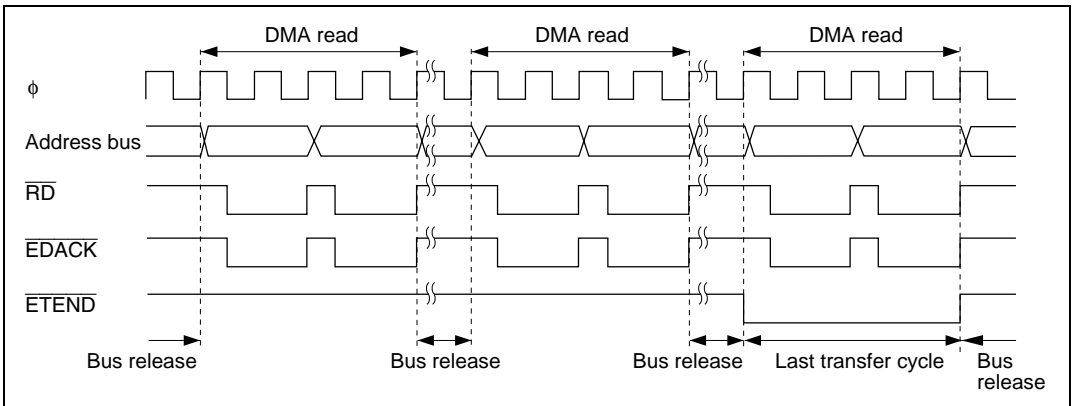 DMA read DMA read DMA read
φ
Address bus
RD
EDACK
ETEND
Bus release Bus release Bus release Last transfer cycle Bus
release